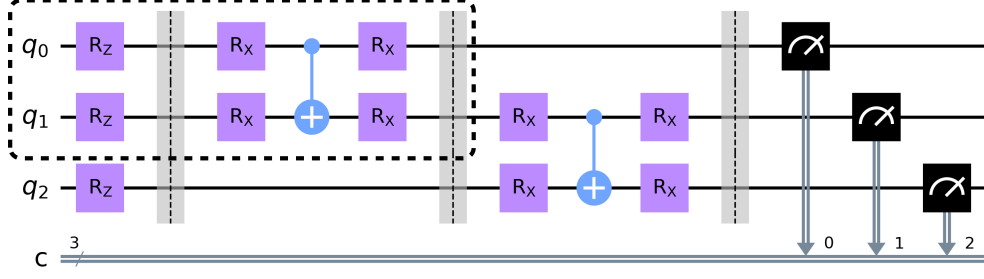 q0 RZ RX RX
q1 RZ RX RX RX RX
q2 RZ RX RX
c 3 0 1 2